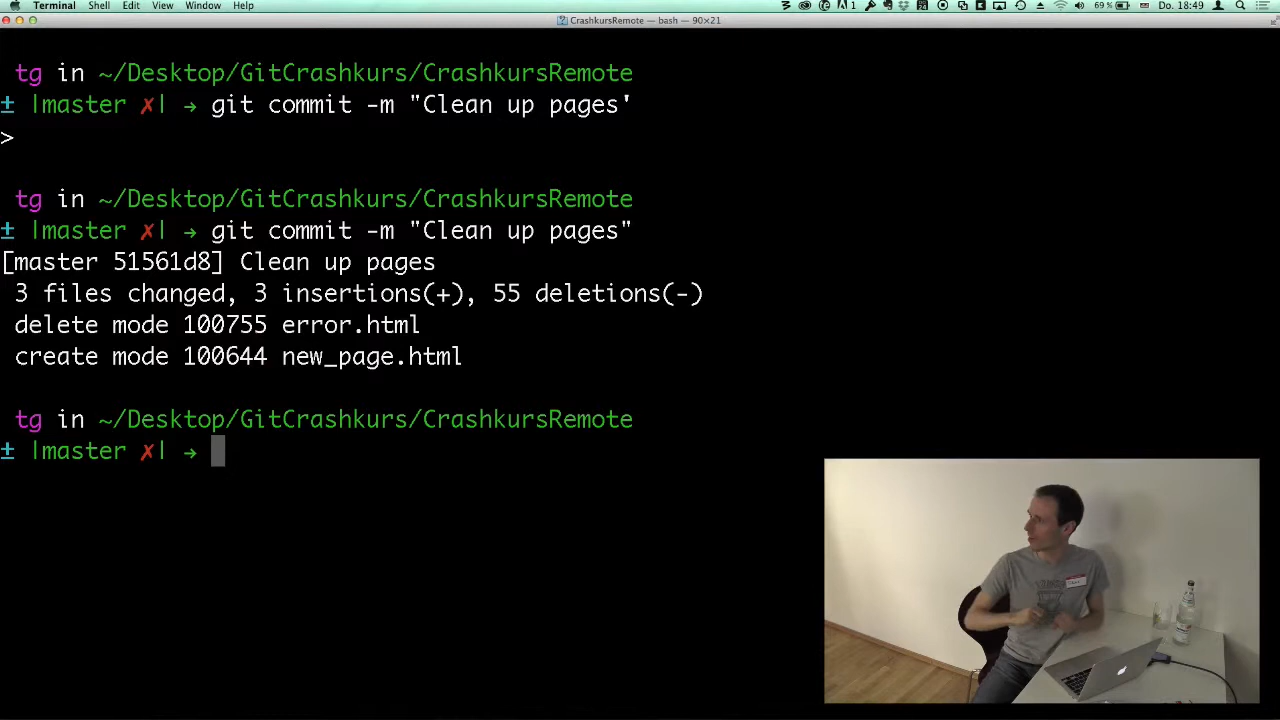 Terminal Shell Edit View Window Help 1 69 % Do. 18:49
CrashkursRemote — bash — 90×21
tg in ~/Desktop/GitCrashkurs/CrashkursRemote
± |master ✗| → git commit -m "Clean up pages'
>
tg in ~/Desktop/GitCrashkurs/CrashkursRemote
± |master ✗| → git commit -m "Clean up pages"
[master 51561d8] Clean up pages
3 files changed, 3 insertions(+), 55 deletions(-)
delete mode 100755 error.html
create mode 100644 new_page.html
tg in ~/Desktop/GitCrashkurs/CrashkursRemote
± |master ✗| →